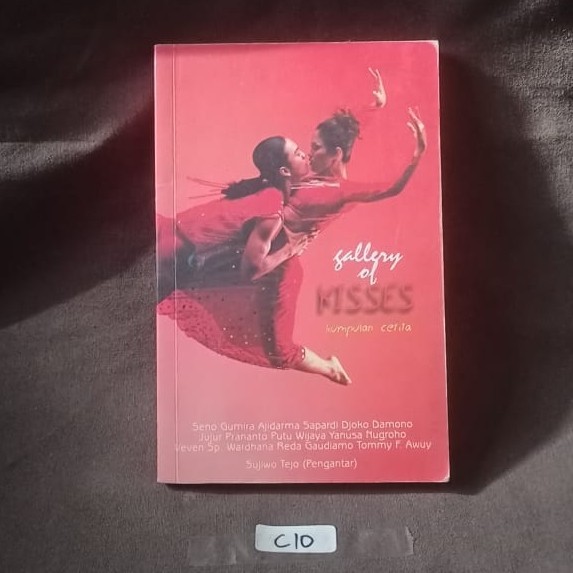 gallery
of
KISSES
kumpulan cerita
Seno Gumira Ajidarma Sapardi Djoko Damono
Jujur Prananto Putu Wijaya Yanusa Nugroho
Veven Sp. Wardhana Reda Gaudiamo Tommy F. Awuy
Sujiwo Tejo (Pengantar)
C10